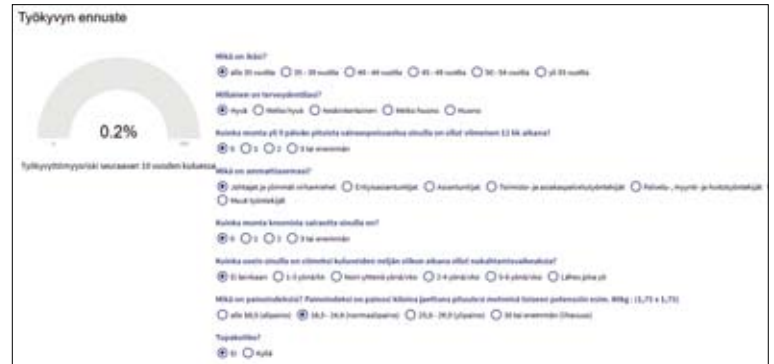 Työkyvyn ennuste
0.2%
Työkyvyttömyysriski seuraavan 10 vuoden kuluessa
Mikä on ikäsi?
alle 35 vuotta 35 - 39 vuotta 40 - 44 vuotta 45 - 49 vuotta 50 - 54 vuotta yli 55 vuotta
Millainen on terveydentilasi?
Hyvä Melko hyvä Keskinkertainen Melko huono Huono
Kuinka monta yli 9 päivän pituista sairauspoissaoloa sinulla on ollut viimeisen 12 kk aikana?
0 1 2 3 tai enemmän
Mikä on ammattiasemasi?
Johtajat ja ylimmät virkamiehet Erityisasiantuntijat Asiantuntijat Toimisto- ja asiakaspalvelutyöntekijät Palvelu-, myynti- ja hoitotyöntekijät
Muut työntekijät
Kuinka monta kroonista sairautta sinulla on?
0 1 2 3 tai enemmän
Kuinka usein sinulla on viimeksi kuluneiden neljän viikon aikana ollut nukahtamisvaikeuksia?
Ei lainkaan 1-3 yönä/kk Noin yhtenä yönä/vko 2-4 yönä/vko 5-6 yönä/vko Lähes joka yö
Mikä on painoindeksisi? Painoindeksi on painosi kiloina jaettuna pituutesi metreinä toiseen potenssiin esim. 80kg : (1,75 x 1,75)
alle 18,5 (alipaino) 18,5 - 24,9 (normaalipaino) 25,0 - 29,9 (ylipaino) 30 tai enemmän (lihavuus)
Tupakoitko?
Ei Kyllä